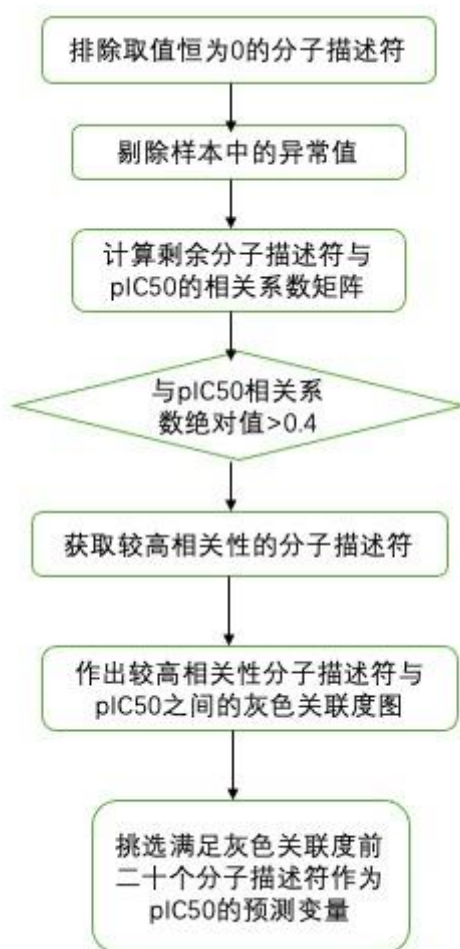 排除取值恒为0的分子描述符
剔除样本中的异常值
计算剩余分子描述符与
pIC50的相关系数矩阵
与pIC50相关系
数绝对值>0.4
获取较高相关性的分子描述符
作出较高相关性分子描述符与
pIC50之间的灰色关联度图
挑选满足灰色关联度前
二十个分子描述符作为
pIC50的预测变量